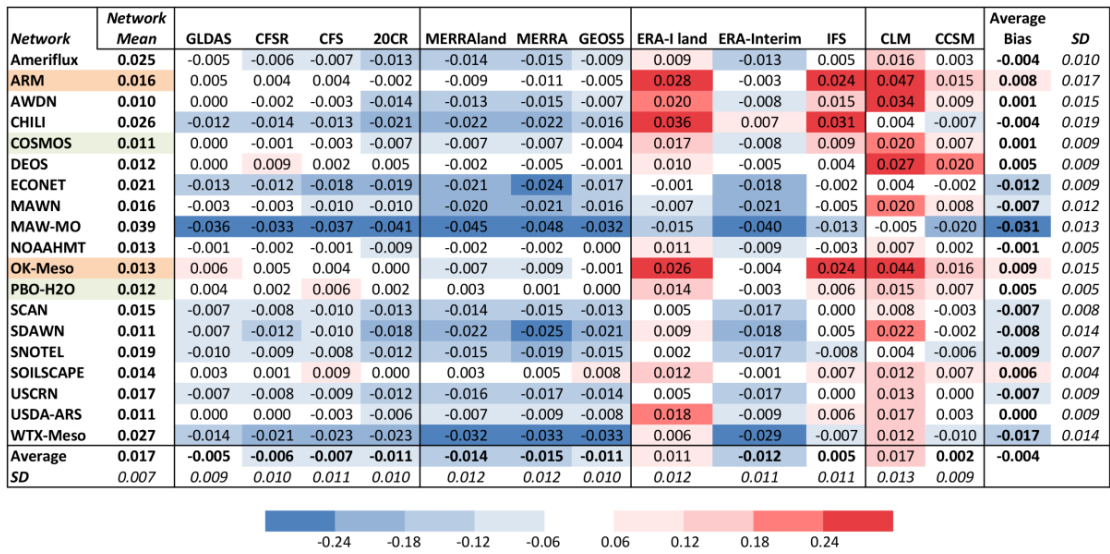 Network Average
Network Mean GLDAS CFSR CFS 20CR MERRAland MERRA GEOS5 ERA-I land ERA-Interim IFS CLM CCSM Bias SD
Ameriflux 0.025 -0.005 -0.006 -0.007 -0.013 -0.014 -0.015 -0.009 0.009 -0.013 0.005 0.016 0.003 -0.004 0.010
ARM 0.016 0.005 0.004 0.004 -0.002 -0.009 -0.011 -0.005 0.028 -0.003 0.024 0.047 0.015 0.008 0.017
AWDN 0.010 0.000 -0.002 -0.003 -0.014 -0.013 -0.015 -0.007 0.020 -0.008 0.015 0.034 0.009 0.001 0.015
CHILI 0.026 -0.012 -0.014 -0.013 -0.021 -0.022 -0.022 -0.016 0.036 0.007 0.031 0.004 -0.007 -0.004 0.019
COSMOS 0.011 0.000 -0.001 -0.003 -0.007 -0.007 -0.007 -0.004 0.017 -0.008 0.009 0.020 0.007 0.001 0.009
DEOS 0.012 0.000 0.009 0.002 0.005 -0.002 -0.005 -0.001 0.010 -0.005 0.004 0.027 0.020 0.005 0.009
ECONET 0.021 -0.013 -0.012 -0.018 -0.019 -0.021 -0.024 -0.017 -0.001 -0.018 -0.002 0.004 -0.002 -0.012 0.009
MAWN 0.016 -0.003 -0.003 -0.010 -0.010 -0.020 -0.021 -0.016 -0.007 -0.021 -0.005 0.020 0.008 -0.007 0.012
MAW-MO 0.039 -0.036 -0.033 -0.037 -0.041 -0.045 -0.048 -0.032 -0.015 -0.040 -0.013 -0.005 -0.020 -0.031 0.013
NOAAHMT 0.013 -0.001 -0.002 -0.001 -0.009 -0.002 -0.002 0.000 0.011 -0.009 -0.003 0.007 0.002 -0.001 0.005
OK-Meso 0.013 0.006 0.005 0.004 0.000 -0.007 -0.009 -0.001 0.026 -0.004 0.024 0.044 0.016 0.009 0.015
PBO-H2O 0.012 0.004 0.002 0.006 0.002 0.003 0.001 0.000 0.014 -0.003 0.006 0.015 0.007 0.005 0.005
SCAN 0.015 -0.007 -0.008 -0.010 -0.013 -0.014 -0.015 -0.013 0.005 -0.017 0.000 0.008 -0.003 -0.007 0.008
SDAWN 0.011 -0.007 -0.012 -0.010 -0.018 -0.022 -0.025 -0.021 0.009 -0.018 0.005 0.022 -0.002 -0.008 0.014
SNOTEL 0.019 -0.010 -0.009 -0.008 -0.012 -0.015 -0.019 -0.015 0.002 -0.017 -0.008 0.004 -0.006 -0.009 0.007
SOILSCAPE 0.014 0.003 0.001 0.009 0.000 0.003 0.005 0.008 0.012 -0.001 0.007 0.012 0.007 0.006 0.004
USCRN 0.017 -0.007 -0.008 -0.009 -0.012 -0.016 -0.017 -0.014 0.005 -0.017 0.000 0.013 0.000 -0.007 0.009
USDA-ARS 0.011 0.000 0.000 -0.003 -0.006 -0.007 -0.009 -0.008 0.018 -0.009 0.006 0.017 0.003 0.000 0.009
WTX-Meso 0.027 -0.014 -0.021 -0.023 -0.023 -0.032 -0.033 -0.033 0.006 -0.029 -0.007 0.012 -0.010 -0.017 0.014
Average 0.017 -0.005 -0.006 -0.007 -0.011 -0.014 -0.015 -0.011 0.011 -0.012 0.005 0.017 0.002 -0.004
SD 0.007 0.009 0.010 0.011 0.010 0.012 0.012 0.010 0.012 0.011 0.011 0.013 0.009
-0.24 -0.18 -0.12 -0.06 0.06 0.12 0.18 0.24